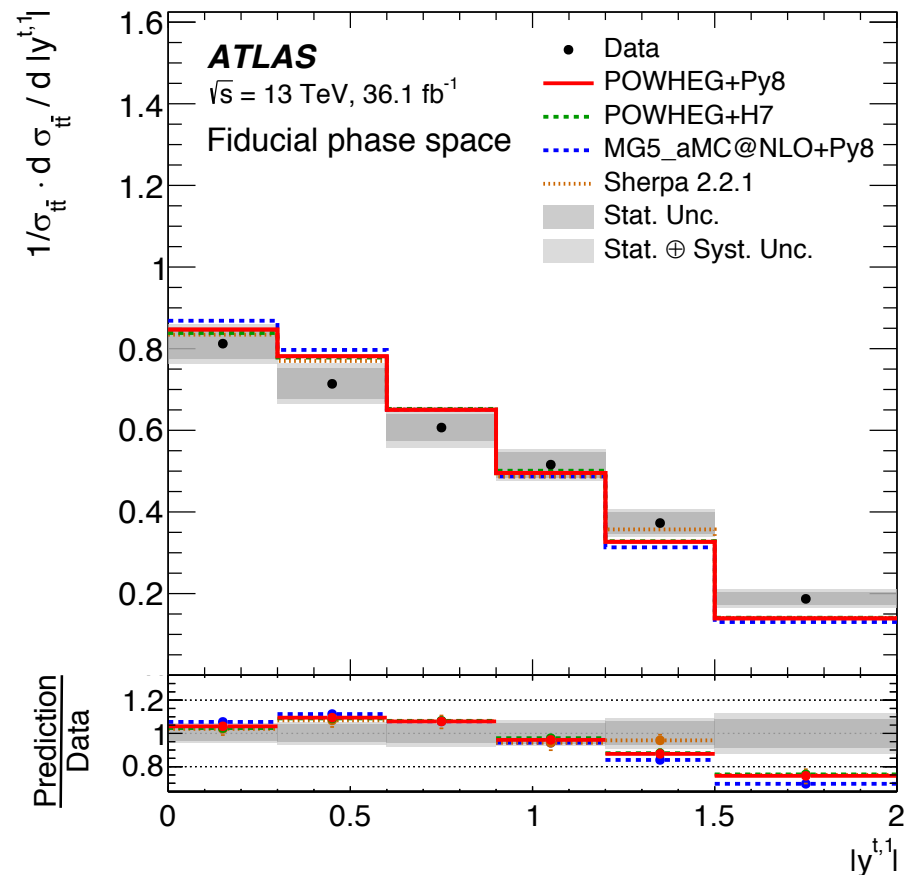 1/σ_tt̄ · d σ_tt̄ / d |y^{t,1}|
1.6
1.4
1.2
1
0.8
0.6
0.4
0.2
ATLAS
√s = 13 TeV, 36.1 fb⁻¹
Fiducial phase space
Data
POWHEG+Py8
POWHEG+H7
MG5_aMC@NLO+Py8
Sherpa 2.2.1
Stat. Unc.
Stat. ⊕ Syst. Unc.
Prediction
Data
1.2
1
0.8
0 0.5 1 1.5 2
|y^{t,1}|